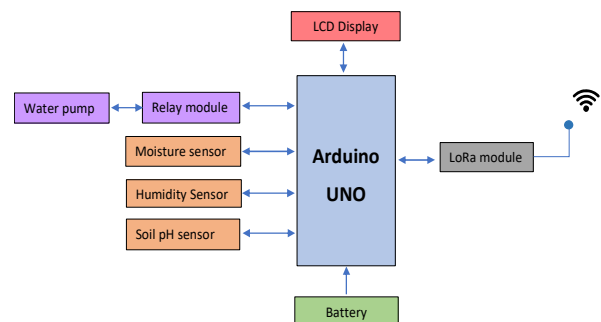 LCD Display
Water pump
Relay module
Moisture sensor
Humidity Sensor
Soil pH sensor
Arduino
UNO
LoRa module
Battery